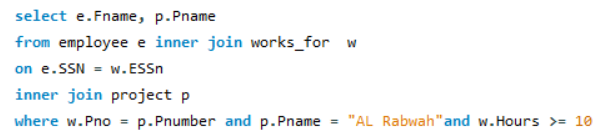 select e.Fname, p.Pname
from employee e inner join works_for  w
on e.SSN = w.ESSn
inner join project p
where w.Pno = p.Pnumber and p.Pname = "AL Rabwah"and w.Hours >= 10